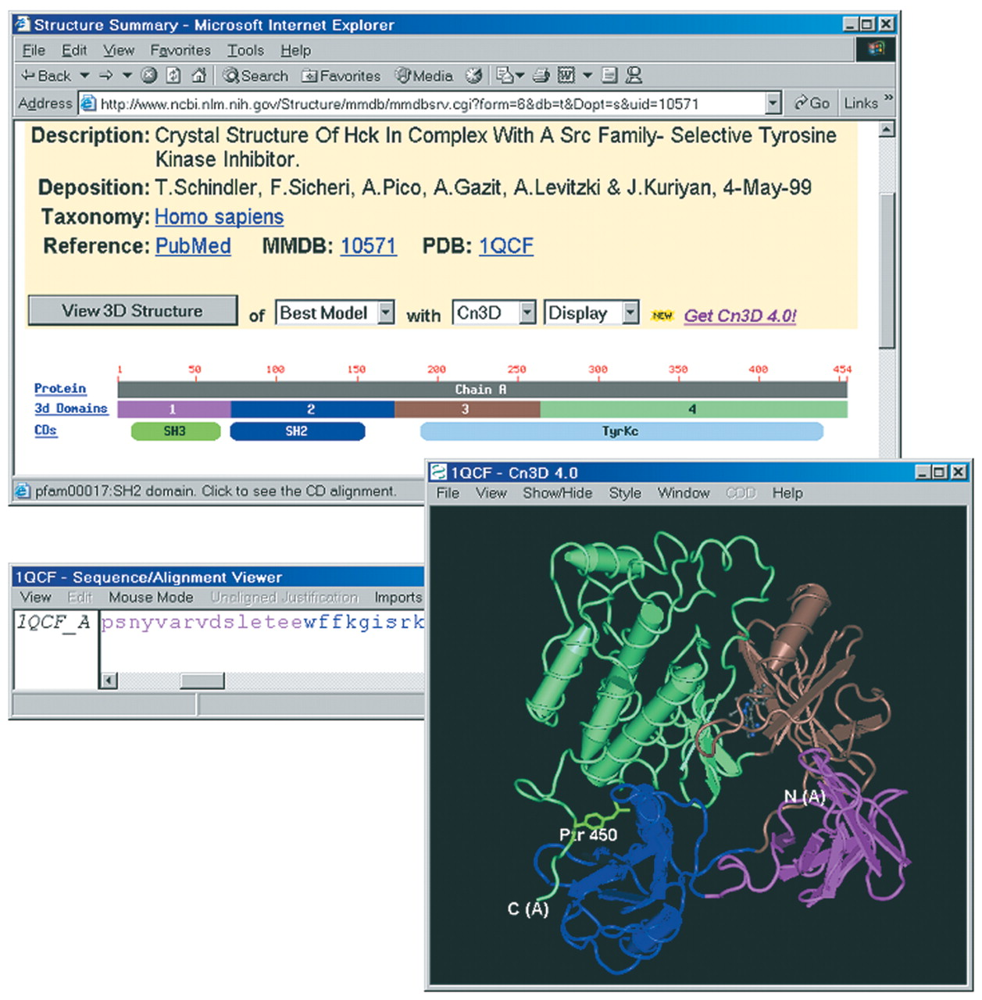 Structure Summary - Microsoft Internet Explorer
File Edit View Favorites Tools Help
Back Search Favorites Media
Address http://www.ncbi.nlm.nih.gov/Structure/mmdb/mmdbsrv.cgi?form=6&db=t&Dopt=s&uid=10571 Go Links »
Description: Crystal Structure Of Hck In Complex With A Src Family- Selective Tyrosine
Kinase Inhibitor.
Deposition: T.Schindler, F.Sicheri, A.Pico, A.Gazit, A.Levitzki & J.Kuriyan, 4-May-99
Taxonomy: Homo sapiens
Reference: PubMed MMDB: 10571 PDB: 1QCF
View 3D Structure of Best Model with Cn3D Display NEW Get Cn3D 4.0!
1 50 100 150 200 250 300 350 400 454
Protein Chain A
3d Domains 1 2 3 4
CDs SH3 SH2 TyrKc
pfam00017:SH2 domain. Click to see the CD alignment.
1QCF - Cn3D 4.0
File View Show/Hide Style Window CDD Help
N (A)
Ptr 450
C (A)
1QCF - Sequence/Alignment Viewer
View Edit Mouse Mode Unaligned Justification Imports
1QCF_A psnyvarvdsleteewffkgisrk